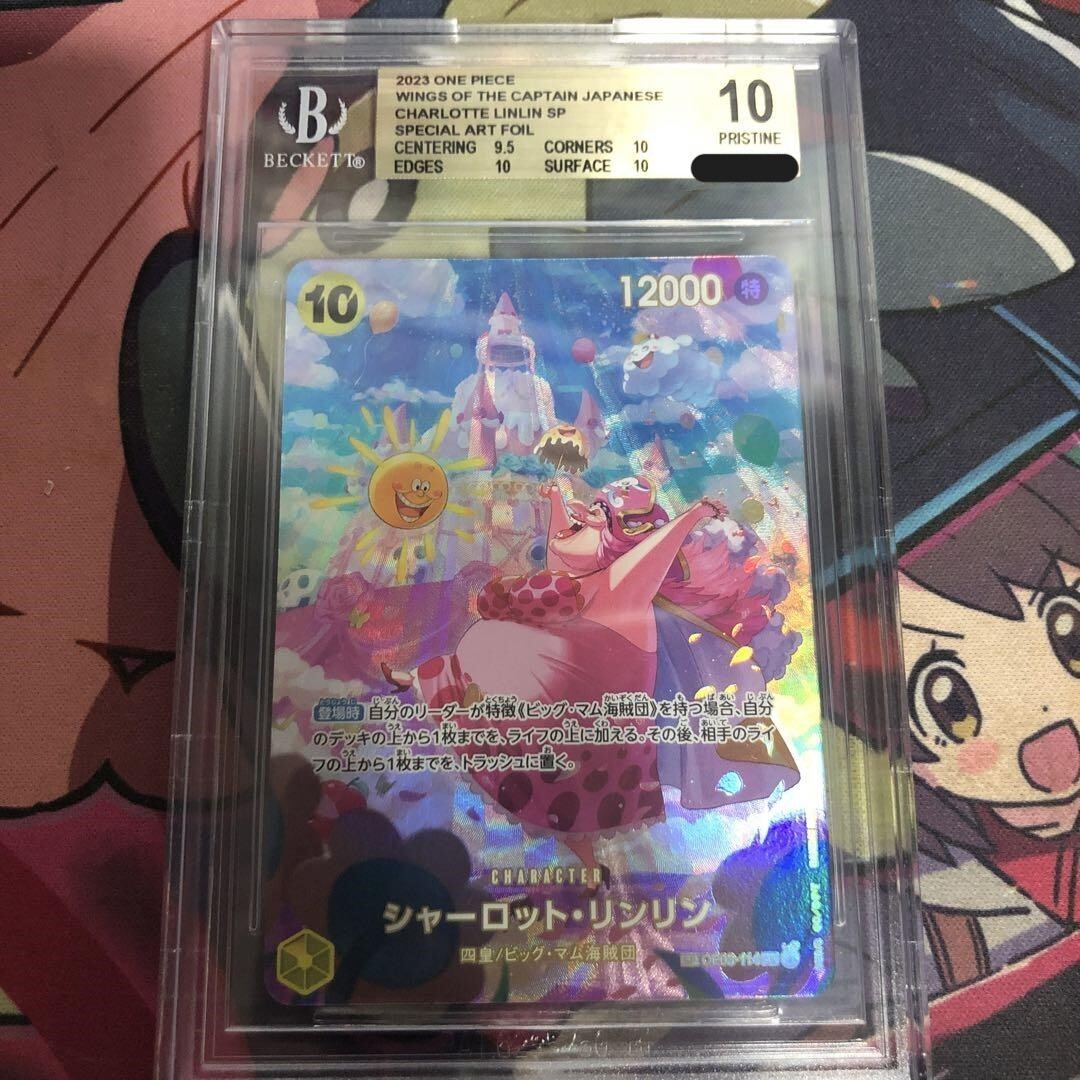 2023 ONE PIECE
WINGS OF THE CAPTAIN JAPANESE
CHARLOTTE LINLIN SP
SPECIAL ART FOIL
CENTERING 9.5 CORNERS 10
EDGES 10 SURFACE 10
10
PRISTINE
B
BECKETT®
10
12000 特
登場時 自分のリーダーが特徴《ビッグ・マム海賊団》を持つ場合、自分
のデッキの上から1枚までを、ライフの上に加える。その後、相手のライ
フの上から1枚までを、トラッシュに置く。
CHARACTER
シャーロット・リンリン
四皇/ビッグ・マム海賊団
OP03-114